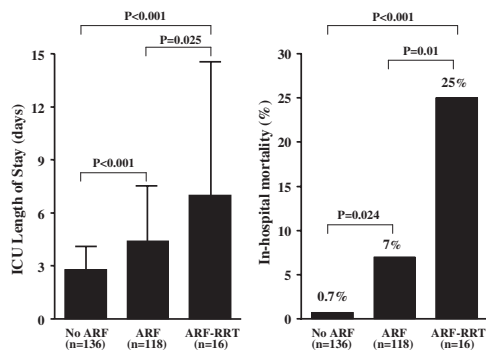 P<0.001
P=0.025
15
12
9
6
3
0
ICU Length of Stay (days)
P<0.001
No ARF
(n=136)
ARF
(n=118)
ARF-RRT
(n=16)
P<0.001
P=0.01
30
25
20
15
10
5
0
In-hospital mortality (%)
25%
P=0.024
7%
0.7%
No ARF
(n=136)
ARF
(n=118)
ARF-RRT
(n=16)